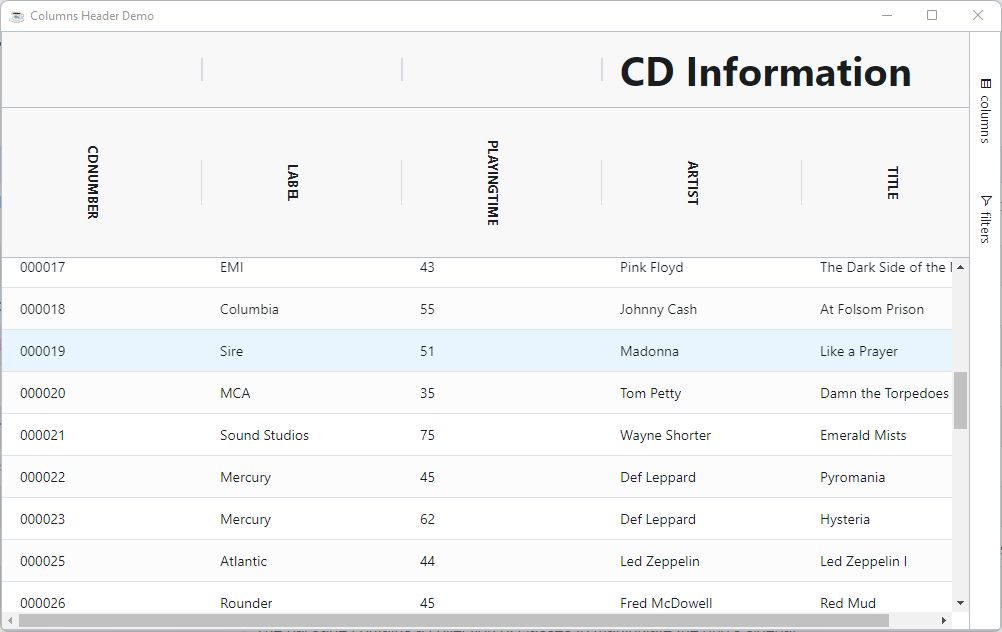 Columns Header Demo
CD Information
CDNUMBER LABEL PLAYINGTIME ARTIST TITLE
000017 EMI 43 Pink Floyd The Dark Side of the
000018 Columbia 55 Johnny Cash At Folsom Prison
000019 Sire 51 Madonna Like a Prayer
000020 MCA 35 Tom Petty Damn the Torpedoes
000021 Sound Studios 75 Wayne Shorter Emerald Mists
000022 Mercury 45 Def Leppard Pyromania
000023 Mercury 62 Def Leppard Hysteria
000025 Atlantic 44 Led Zeppelin Led Zeppelin I
000026 Rounder 45 Fred McDowell Red Mud
columns
filters